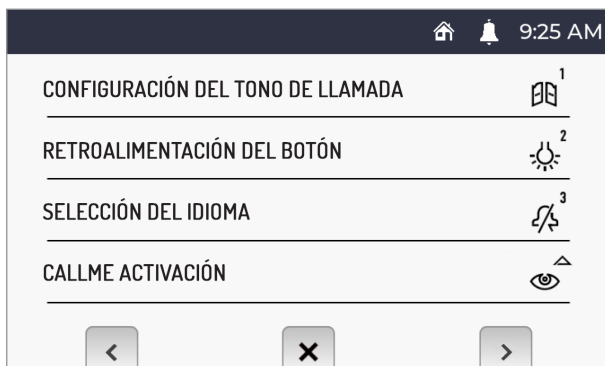 9:25 AM
CONFIGURACIÓN DEL TONO DE LLAMADA 1
RETROALIMENTACIÓN DEL BOTÓN 2
SELECCIÓN DEL IDIOMA 3
CALLME ACTIVACIÓN